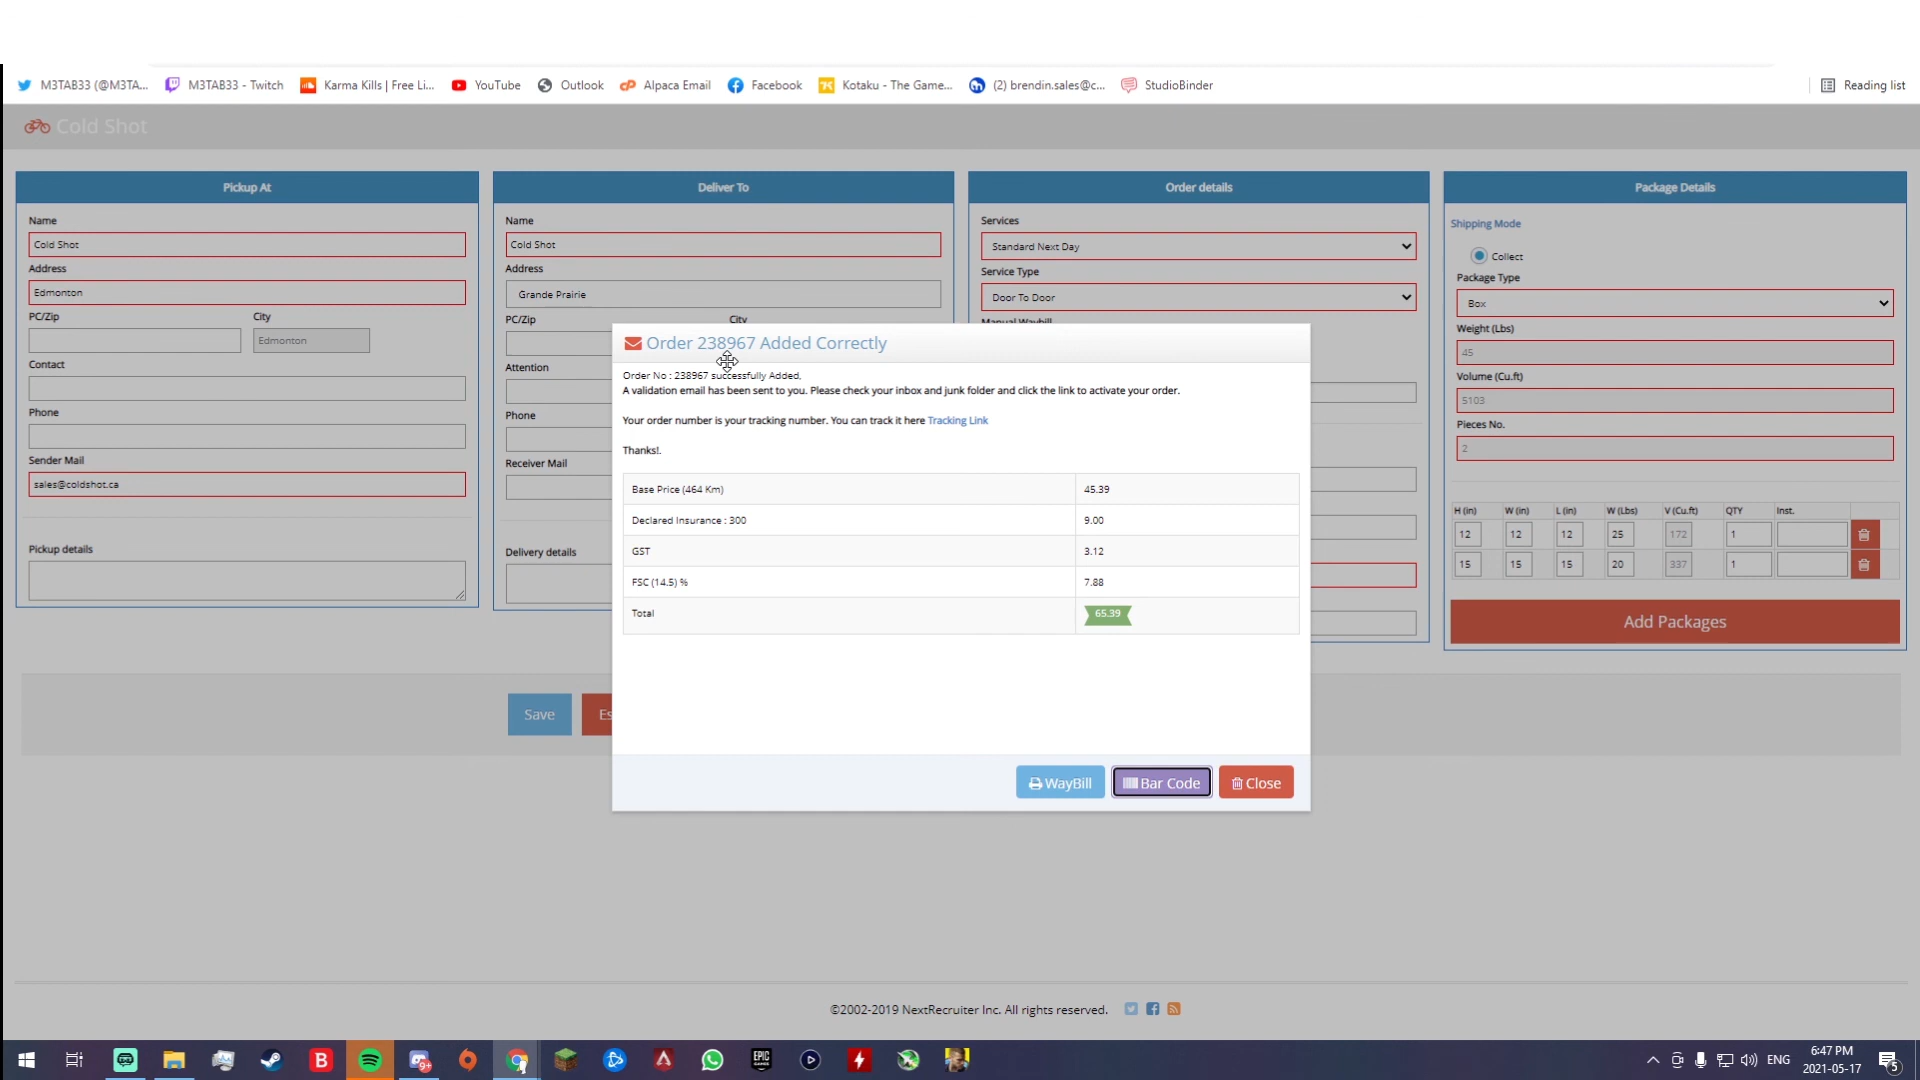 M3TAB33 (@M3TA...
M3TAB33 - Twitch
Karma Kills | Free Li...
YouTube
Outlook
Alpaca Email
Facebook
Kotaku - The Game...
(2) brendin.sales@c...
StudioBinder
Reading list
Cold Shot
Pickup At
Name
Cold Shot
Address
Edmonton
PC/Zip City
Edmonton
Contact
Phone
Sender Mail
sales@coldshot.ca
Pickup details
Deliver To
Name
Cold Shot
Address
Grande Prairie
PC/Zip City
Attention
Phone
Receiver Mail
Delivery details
Order details
Services
Standard Next Day
Service Type
Door To Door
Manual Waybill
Package Details
Shipping Mode
Collect
Package Type
Box
Weight (Lbs)
45
Volume (Cu.ft)
5103
Pieces No.
2
H (in) W (in) L (in) W (Lbs) V (Cu.ft) QTY Inst.
12 12 12 25 172 1
15 15 15 20 337 1
Add Packages
Save
Es
Order 238967 Added Correctly
Order No : 238967 successfully Added,
A validation email has been sent to you. Please check your inbox and junk folder and click the link to activate your order.
Your order number is your tracking number. You can track it here Tracking Link
Thanks!.
Base Price (464 Km) 45.39
Declared Insurance : 300 9.00
GST 3.12
FSC (14.5) % 7.88
Total 65.39
WayBill
Bar Code
Close
©2002-2019 NextRecruiter Inc. All rights reserved.
B
9+
EPIC
GAMES
ENG
6:47 PM
2021-05-17
5